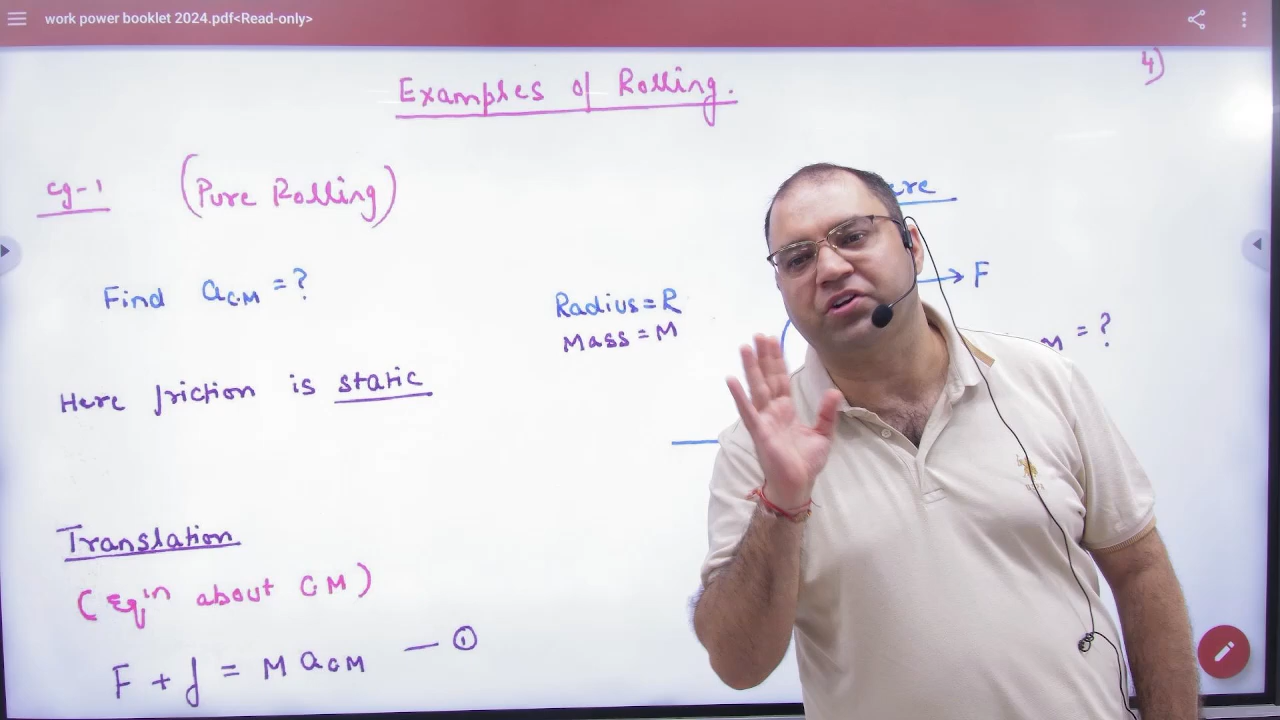 work power booklet 2024.pdf<Read-only>
4)
Examples of Rolling.
eg-1 (Pure Rolling)
Find aCM = ?
Radius = R
Mass = M
F
= ?
Here friction is static
Translation
(Eq'n about CM)
F + f = M aCM — ①